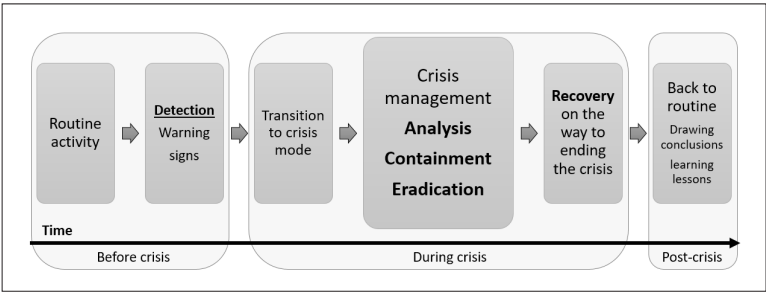 Routine
activity
Detection
Warning
signs
Transition
to crisis
mode
Crisis
management
Analysis
Containment
Eradication
Recovery
on the
way to
ending
the crisis
Back to
routine
Drawing
conclusions
learning
lessons
Time
Before crisis
During crisis
Post-crisis